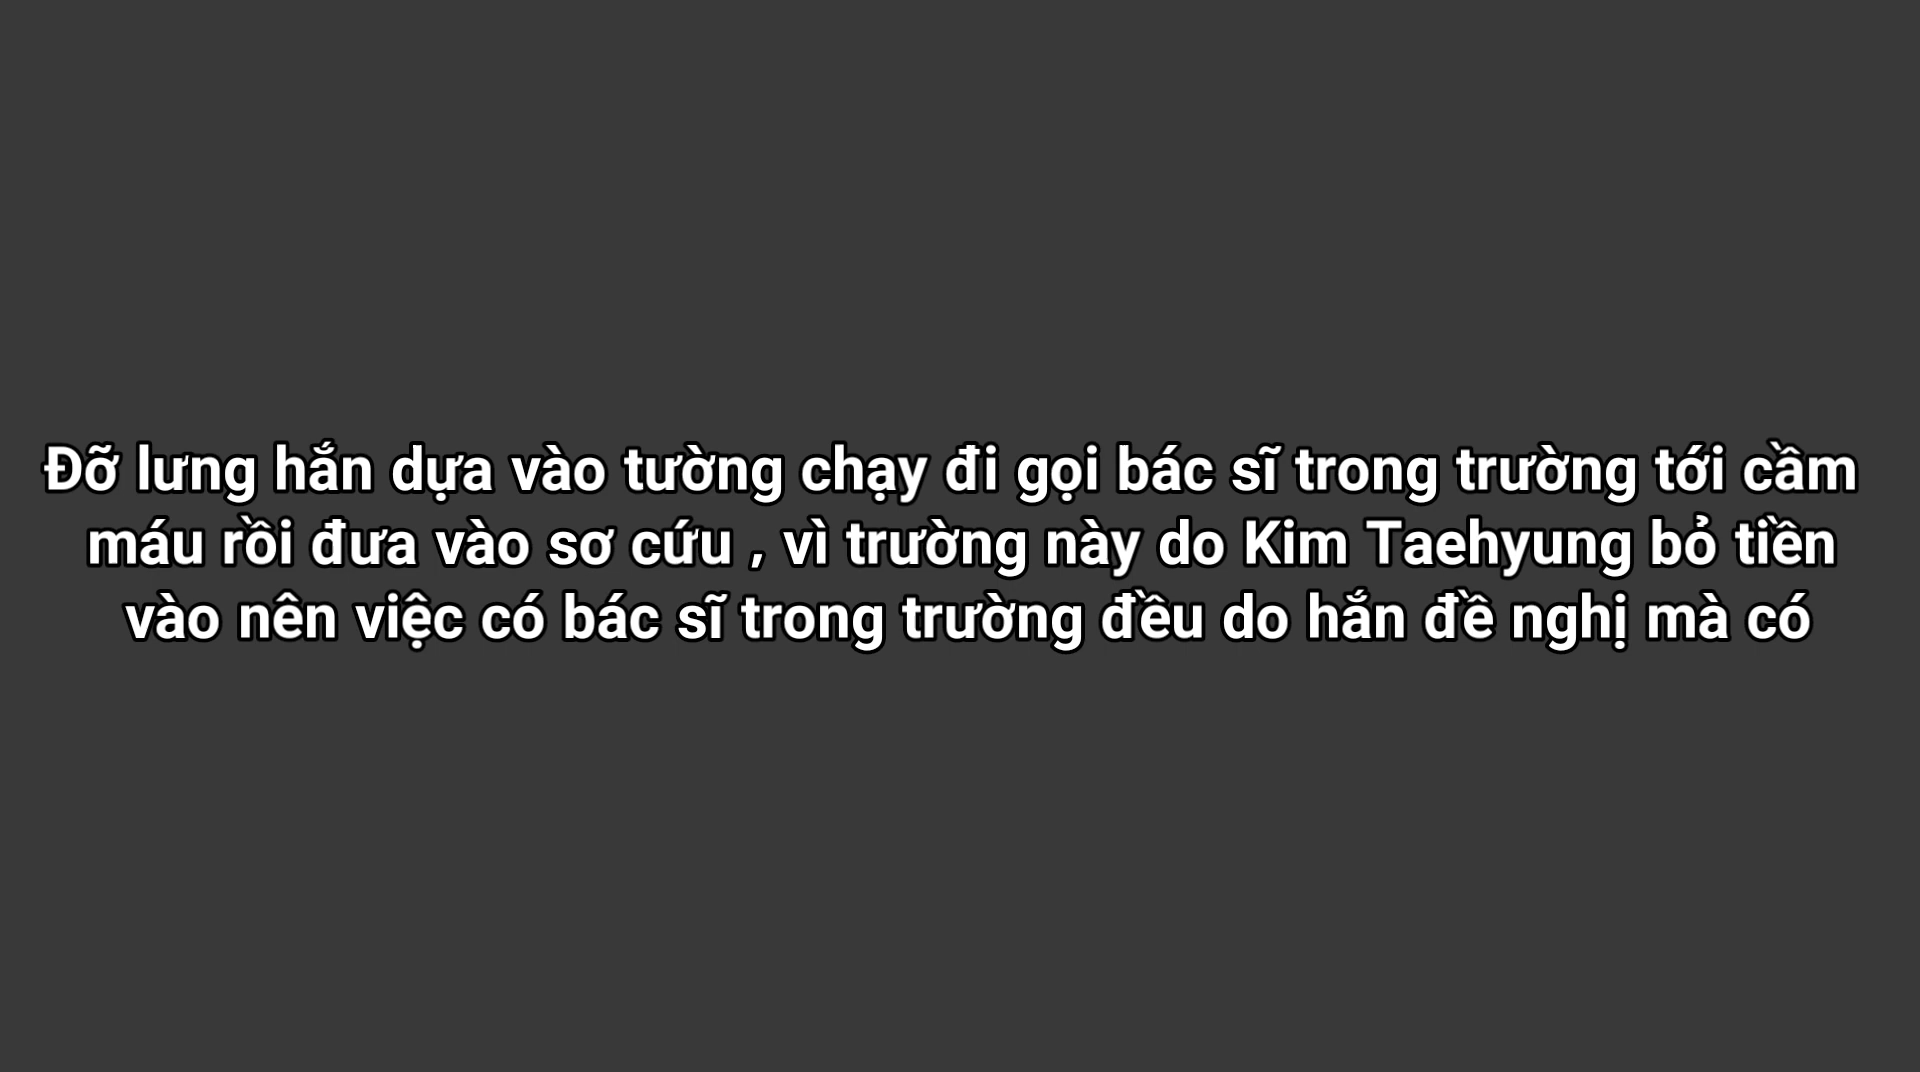 Đỡ lưng hắn dựa vào tường chạy đi gọi bác sĩ trong trường tới cầm
máu rồi đưa vào sơ cứu , vì trường này do Kim Taehyung bỏ tiền
vào nên việc có bác sĩ trong trường đều do hắn đề nghị mà có